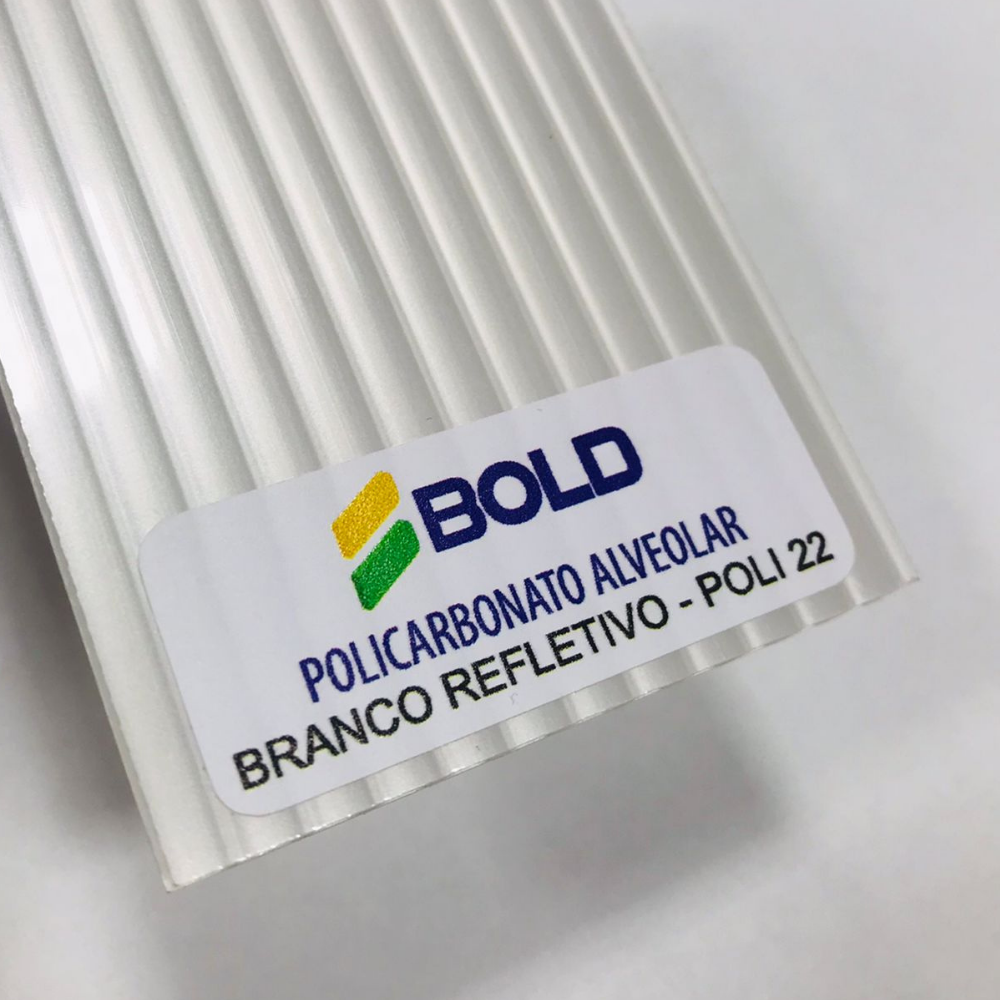 BOLD
POLICARBONATO ALVEOLAR
BRANCO REFLETIVO - POLI 22